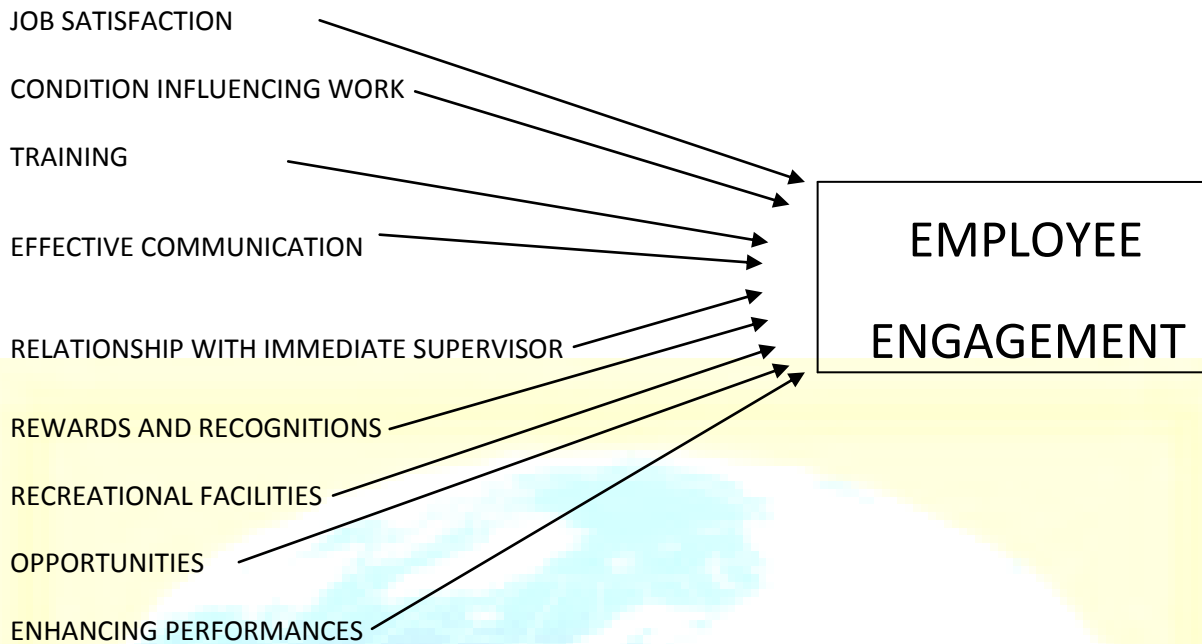 JOB SATISFACTION
CONDITION INFLUENCING WORK
TRAINING
EFFECTIVE COMMUNICATION
RELATIONSHIP WITH IMMEDIATE SUPERVISOR
REWARDS AND RECOGNITIONS
RECREATIONAL FACILITIES
OPPORTUNITIES
ENHANCING PERFORMANCES
EMPLOYEE
ENGAGEMENT